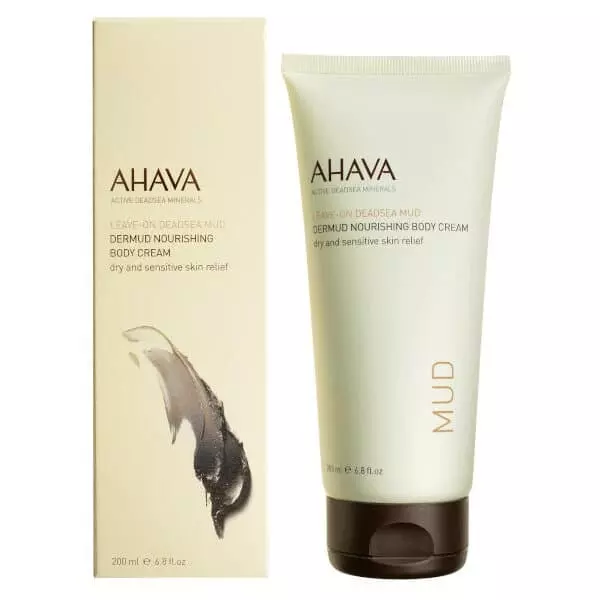 AHAVA
ACTIVE DEADSEA MINERALS
LEAVE-ON DEADSEA MUD
DERMUD NOURISHING
BODY CREAM
dry and sensitive skin relief
200 ml ℮ 6.8 fl.oz
AHAVA
ACTIVE DEADSEA MINERALS
LEAVE-ON DEADSEA MUD
DERMUD NOURISHING BODY CREAM
dry and sensitive skin relief
MUD
200 ml ℮ 6.8 fl.oz